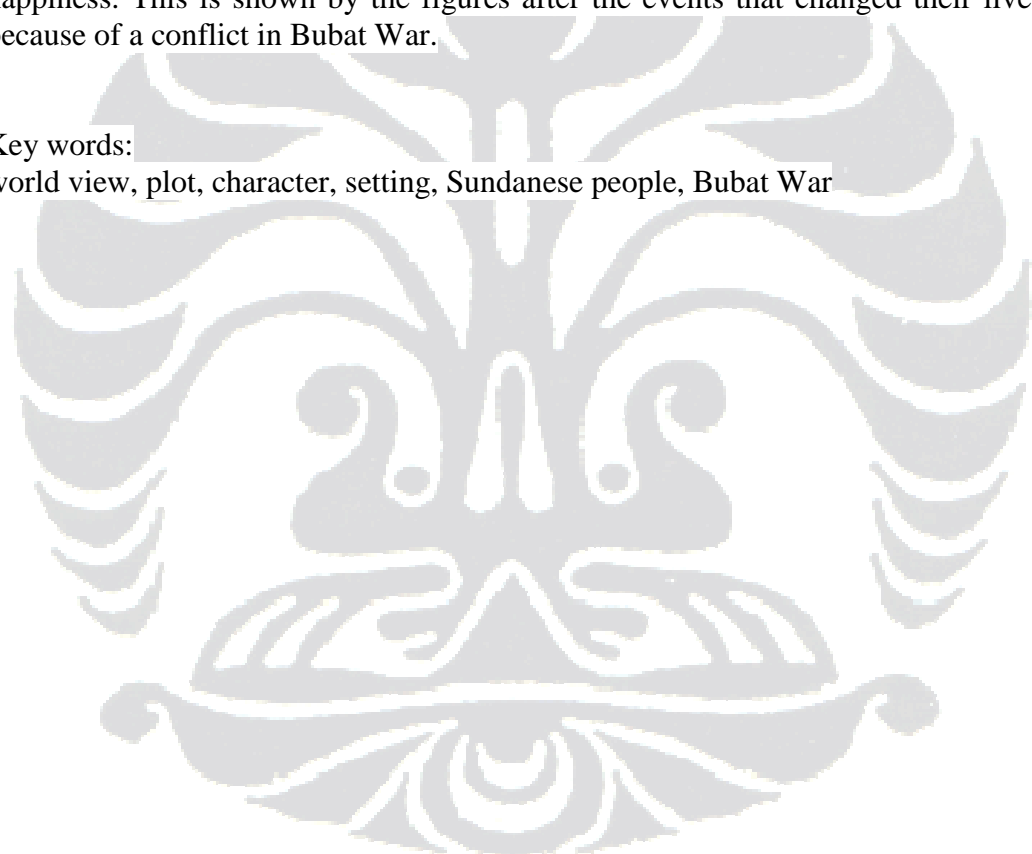 happiness. This is shown by the figures after the events that changed their live
because of a conflict in Bubat War.
Key words:
world view, plot, character, setting, Sundanese people, Bubat War